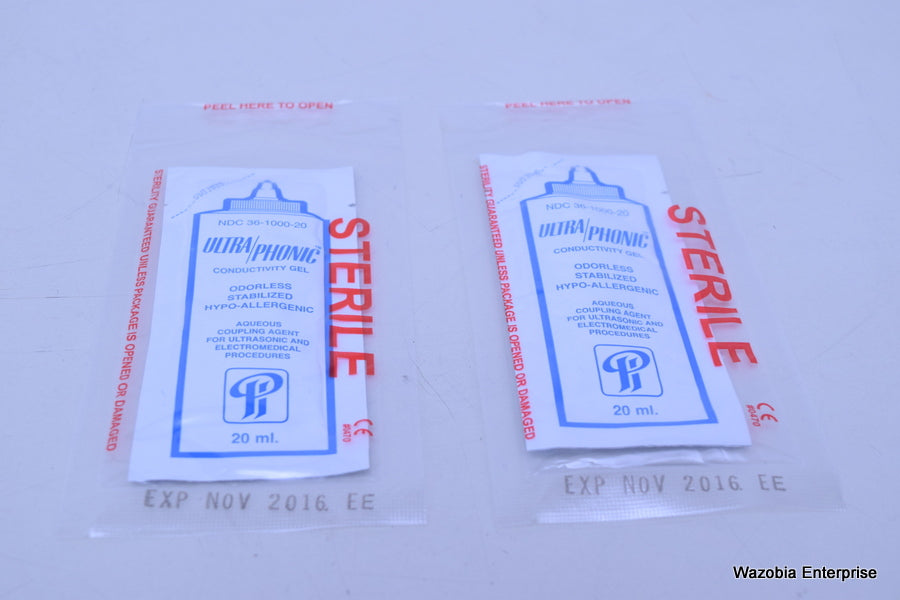 PEEL HERE TO OPEN
STERILITY GUARANTEED UNLESS PACKAGE IS OPENED OR DAMAGED
NDC 36-1000-20
ULTRA/PHONIC™
CONDUCTIVITY GEL
ODORLESS
STABILIZED
HYPO-ALLERGENIC
AQUEOUS
COUPLING AGENT
FOR ULTRASONIC AND
ELECTROMEDICAL
PROCEDURES
20 ml.
STERILE
CE
#0470
EXP NOV 2016. EE
PEEL HERE TO OPEN
STERILITY GUARANTEED UNLESS PACKAGE IS OPENED OR DAMAGED
NDC 36-1000-20
ULTRA/PHONIC™
CONDUCTIVITY GEL
ODORLESS
STABILIZED
HYPO-ALLERGENIC
AQUEOUS
COUPLING AGENT
FOR ULTRASONIC AND
ELECTROMEDICAL
PROCEDURES
20 ml.
STERILE
CE
#0470
EXP NOV 2016. EE
Wazobia Enterprise